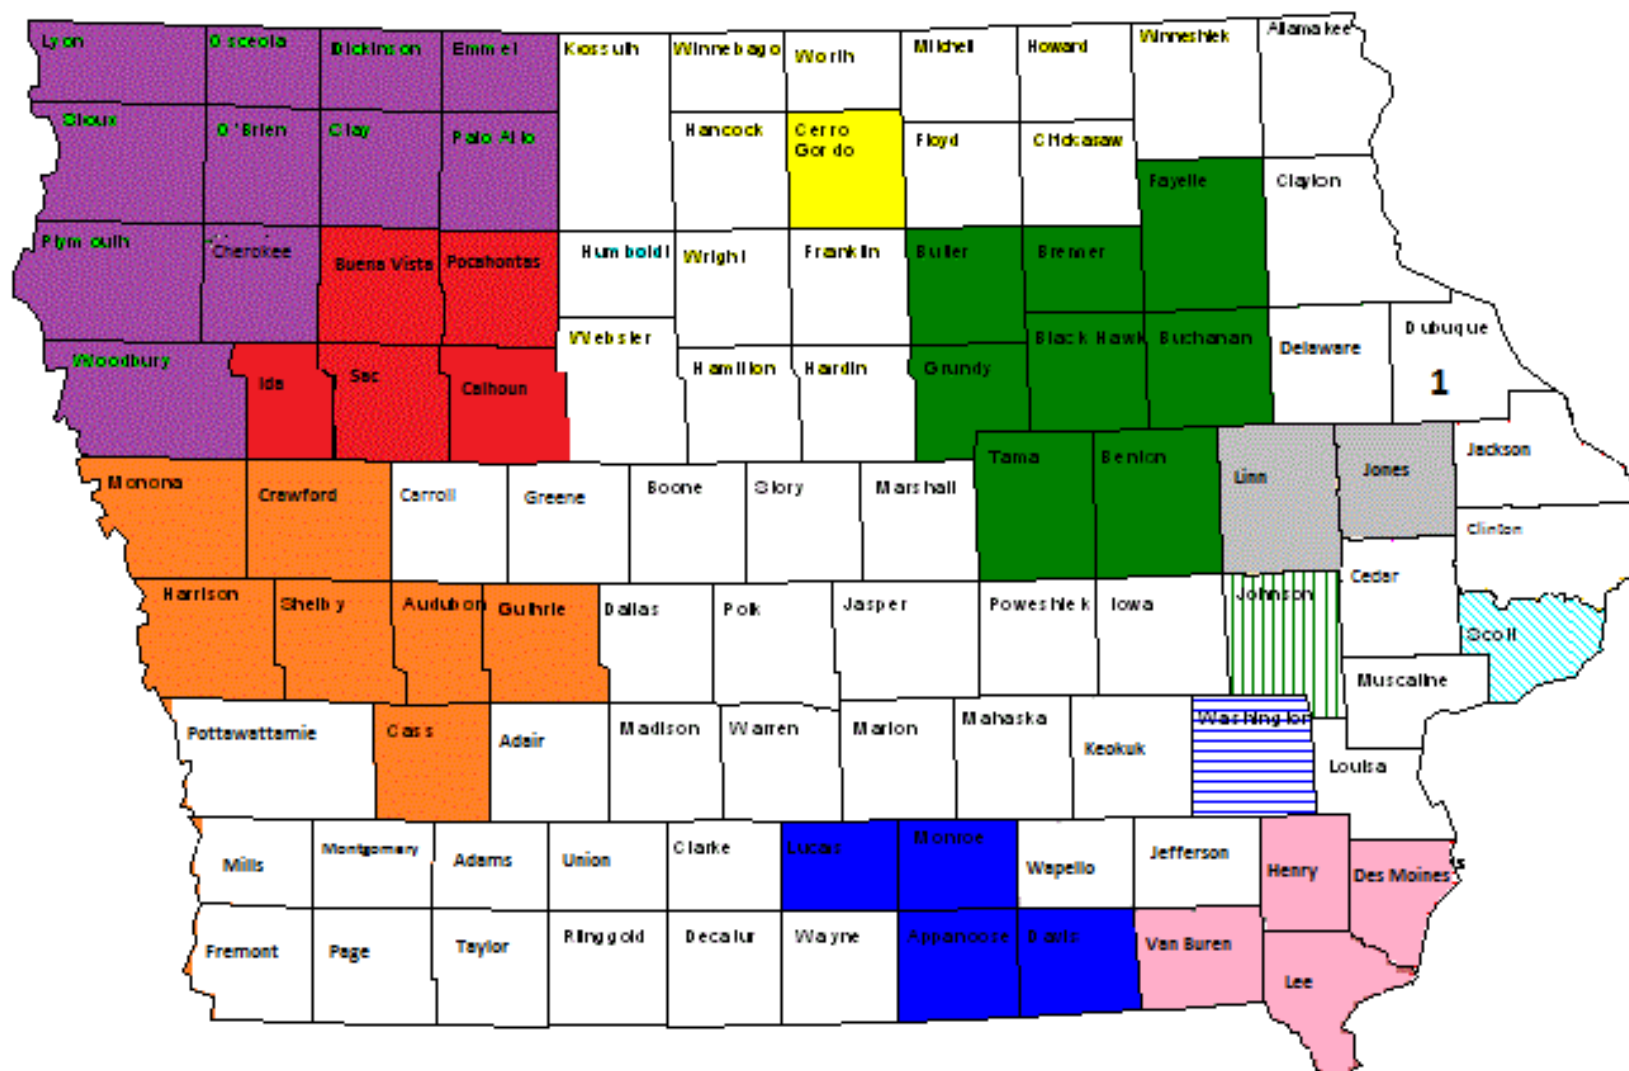 Lyon
Osceola
Dickinson
Emmet
Kossuth
Winnebago
Worth
Mitchell
Howard
Winneshiek
Allamakee
Sioux
O'Brien
Clay
Palo Alto
Hancock
Cerro
Gordo
Floyd
Chickasaw
Fayette
Clayton
Plymouth
Cherokee
Buena Vista
Pocahontas
Humboldt
Wright
Franklin
Butler
Bremer
Woodbury
Ida
Sac
Calhoun
Webster
Hamilton
Hardin
Grundy
Black Hawk
Buchanan
Delaware
Dubuque
1
Monona
Crawford
Carroll
Greene
Boone
Story
Marshall
Tama
Benton
Linn
Jones
Jackson
Clinton
Harrison
Shelby
Audubon
Guthrie
Dallas
Polk
Jasper
Poweshiek
Iowa
Johnson
Cedar
Scott
Muscatine
Pottawattamie
Cass
Adair
Madison
Warren
Marion
Mahaska
Keokuk
Washington
Louisa
Mills
Montgomery
Adams
Union
Clarke
Lucas
Monroe
Wapello
Jefferson
Henry
Des Moines
s
Fremont
Page
Taylor
Ringgold
Decatur
Wayne
Appanoose
Davis
Van Buren
Lee